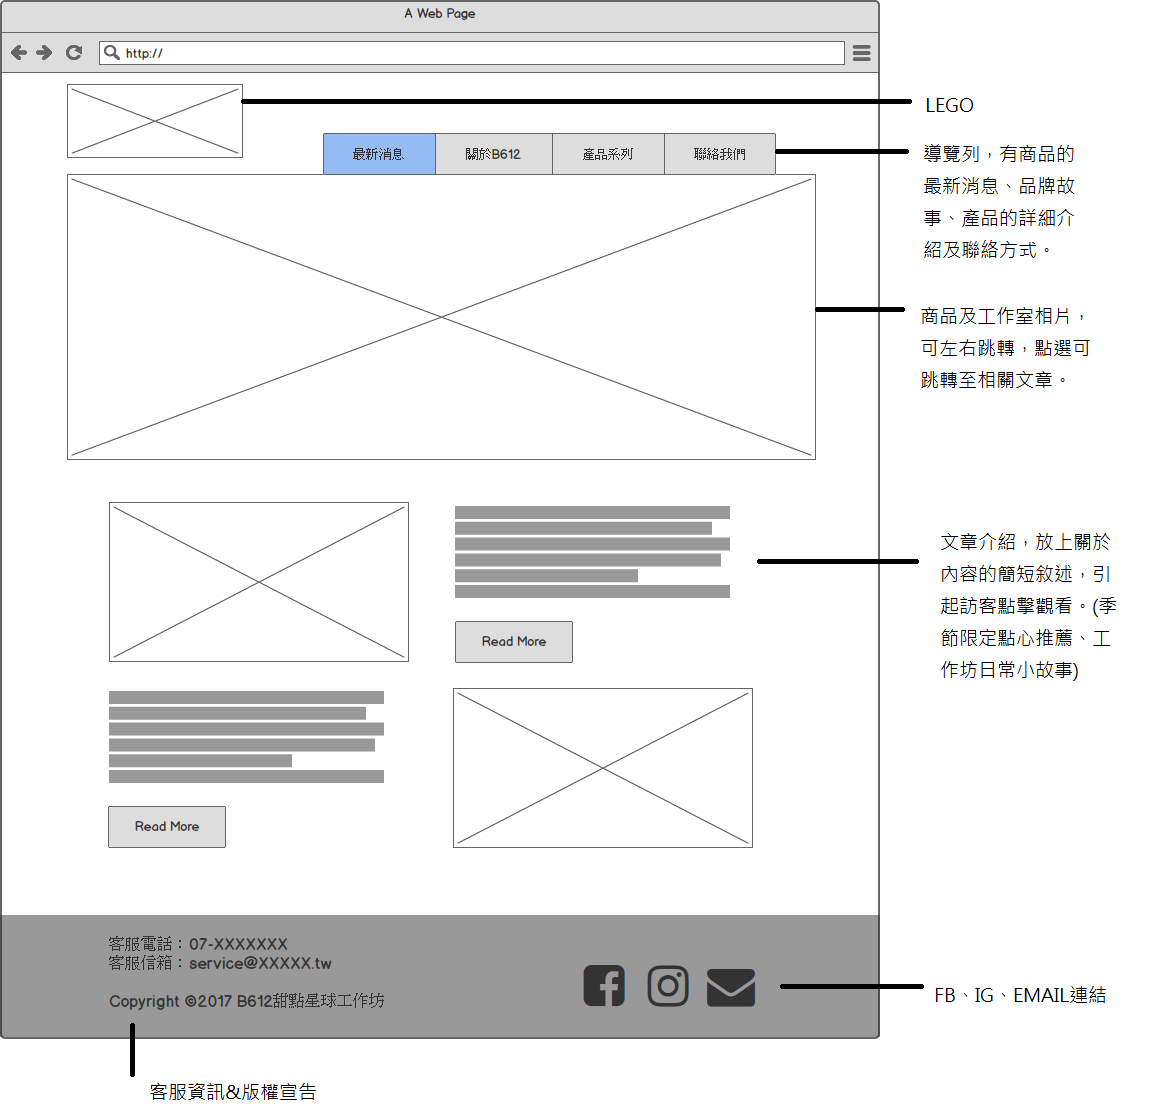 A Web Page
http://
LEGO
最新消息
關於B612
產品系列
聯絡我們
導覽列，有商品的
最新消息、品牌故
事、產品的詳細介
紹及聯絡方式。
商品及工作室相片，
可左右跳轉，點選可
跳轉至相關文章。
文章介紹，放上關於
內容的簡短敘述，引
起訪客點擊觀看。(季
節限定點心推薦、工
作坊日常小故事)
Read More
Read More
客服電話：07-XXXXXXX
客服信箱：service@XXXXX.tw
Copyright ©2017 B612甜點星球工作坊
FB、IG、EMAIL連結
客服資訊&版權宣告